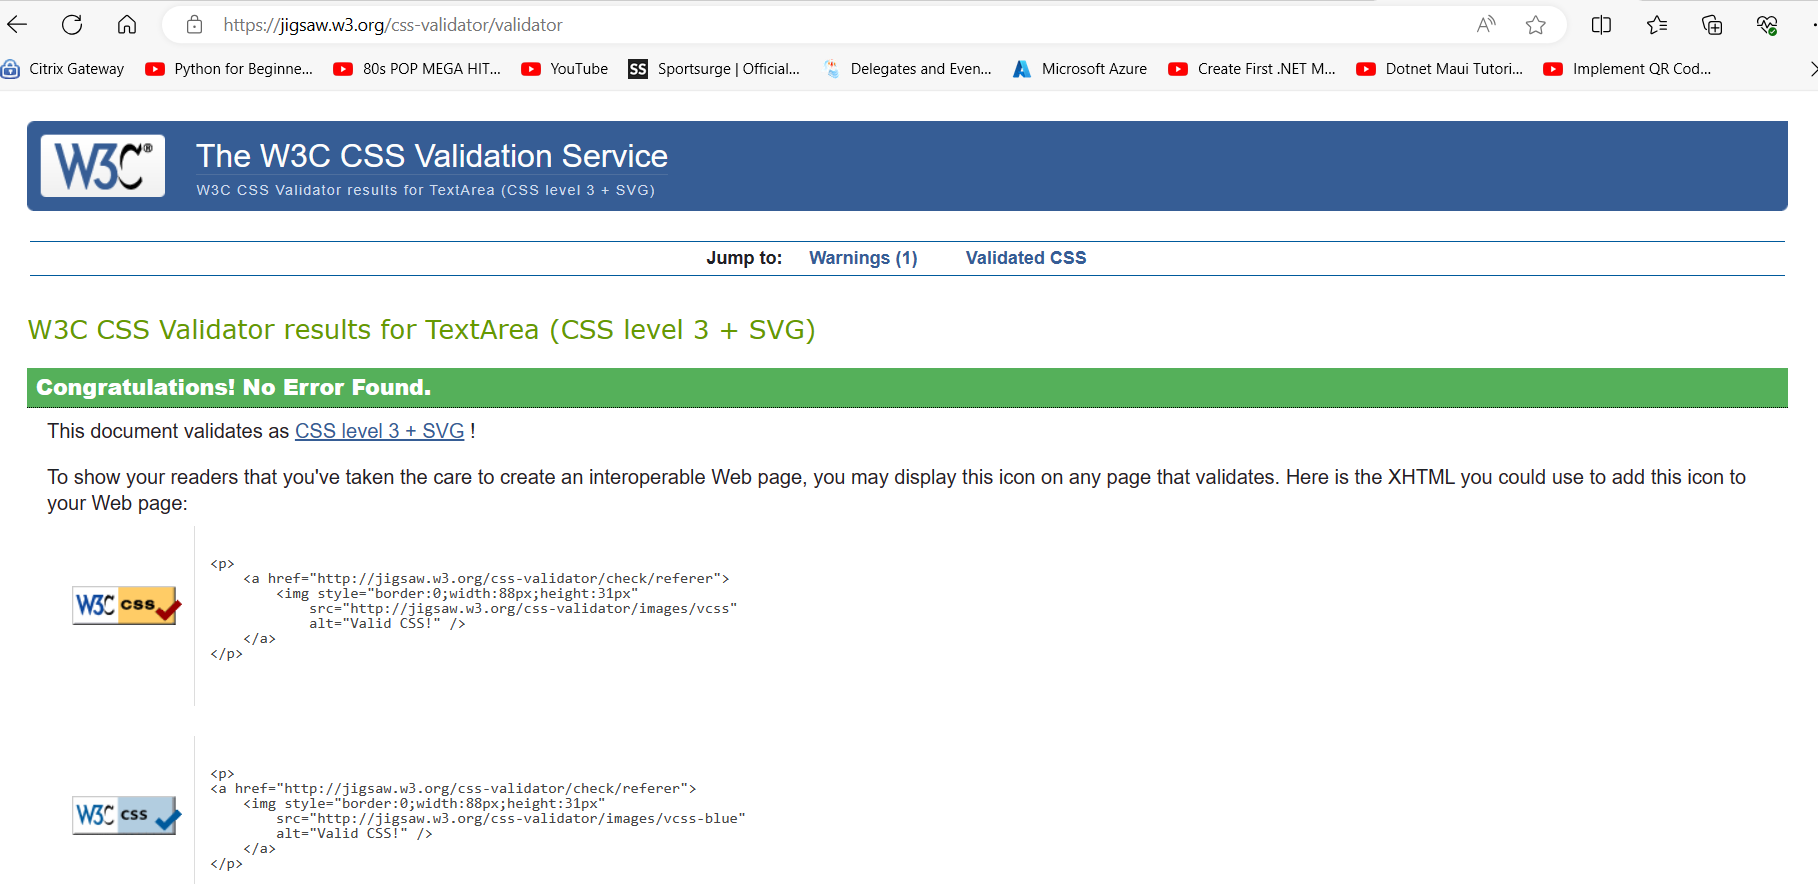 https://jigsaw.w3.org/css-validator/validator
Citrix Gateway Python for Beginne... 80s POP MEGA HIT... YouTube SS Sportsurge | Official... Delegates and Even... Microsoft Azure Create First .NET M... Dotnet Maui Tutori... Implement QR Cod...
W3C® The W3C CSS Validation Service
W3C CSS Validator results for TextArea (CSS level 3 + SVG)
Jump to: Warnings (1) Validated CSS
W3C CSS Validator results for TextArea (CSS level 3 + SVG)
Congratulations! No Error Found.
This document validates as CSS level 3 + SVG !
To show your readers that you've taken the care to create an interoperable Web page, you may display this icon on any page that validates. Here is the XHTML you could use to add this icon to
your Web page:
W3C css
<p>
    <a href="http://jigsaw.w3.org/css-validator/check/referer">
        <img style="border:0;width:88px;height:31px"
            src="http://jigsaw.w3.org/css-validator/images/vcss"
            alt="Valid CSS!" />
    </a>
</p>
W3C css
<p>
<a href="http://jigsaw.w3.org/css-validator/check/referer">
    <img style="border:0;width:88px;height:31px"
        src="http://jigsaw.w3.org/css-validator/images/vcss-blue"
        alt="Valid CSS!" />
    </a>
</p>